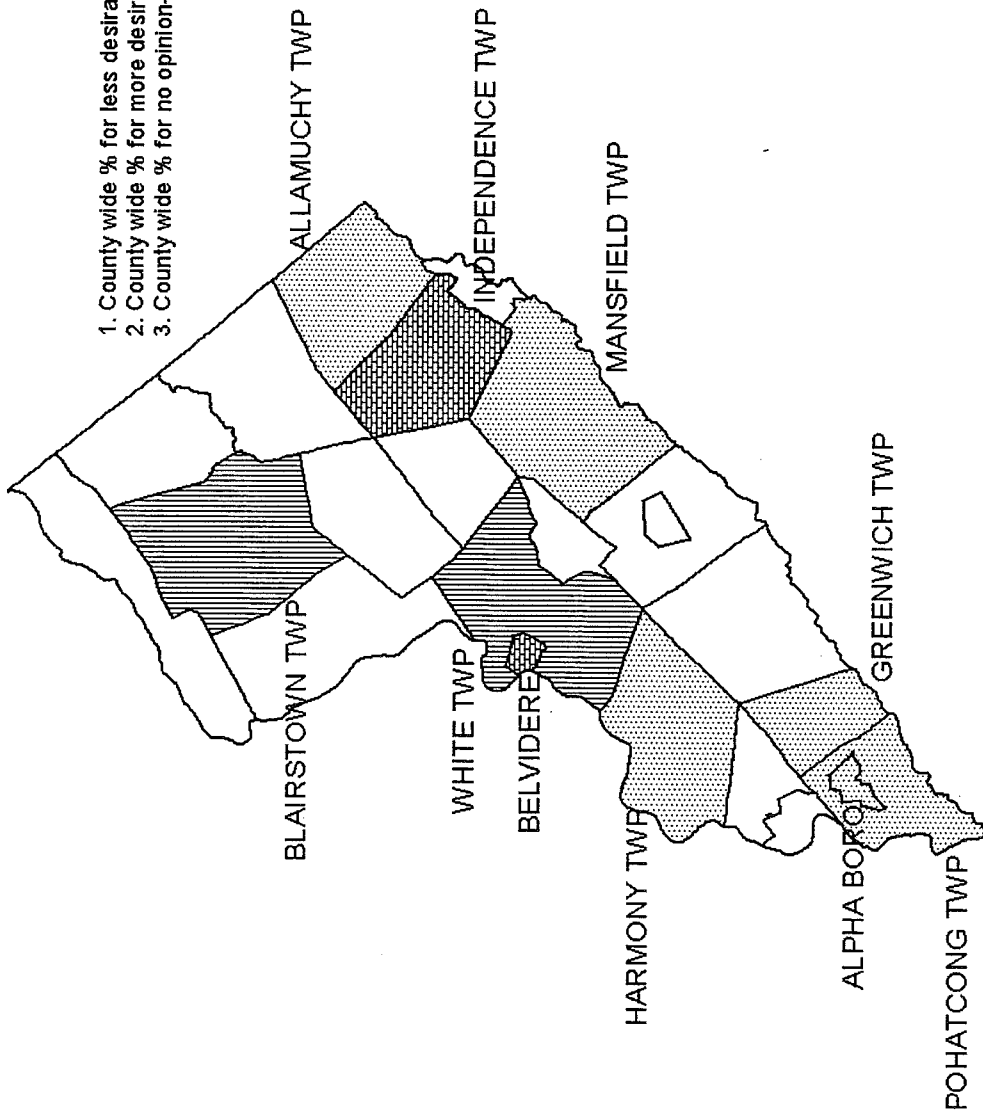 1. County wide % for less desira
2. County wide % for more desir
3. County wide % for no opinion-
ALLAMUCHY TWP
INDEPENDENCE TWP
MANSFIELD TWP
GREENWICH TWP
BLAIRSTOWN TWP
WHITE TWP
BELVIDERE
HARMONY TWP
ALPHA BORO
POHATCONG TWP